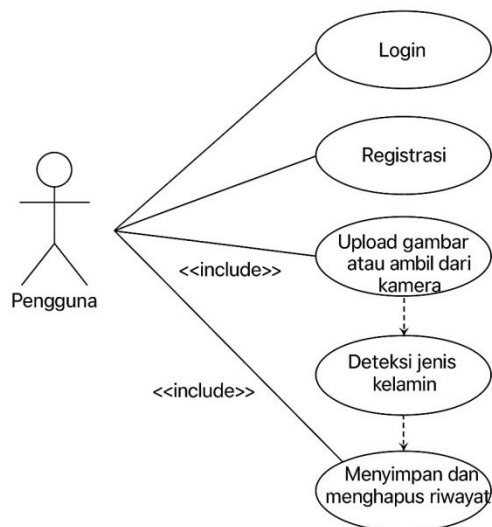 Login
Registrasi
Upload gambar
atau ambil dari
kamera
<<include>>
Pengguna
Deteksi jenis
kelamin
<<include>>
Menyimpan dan
menghapus riwayat